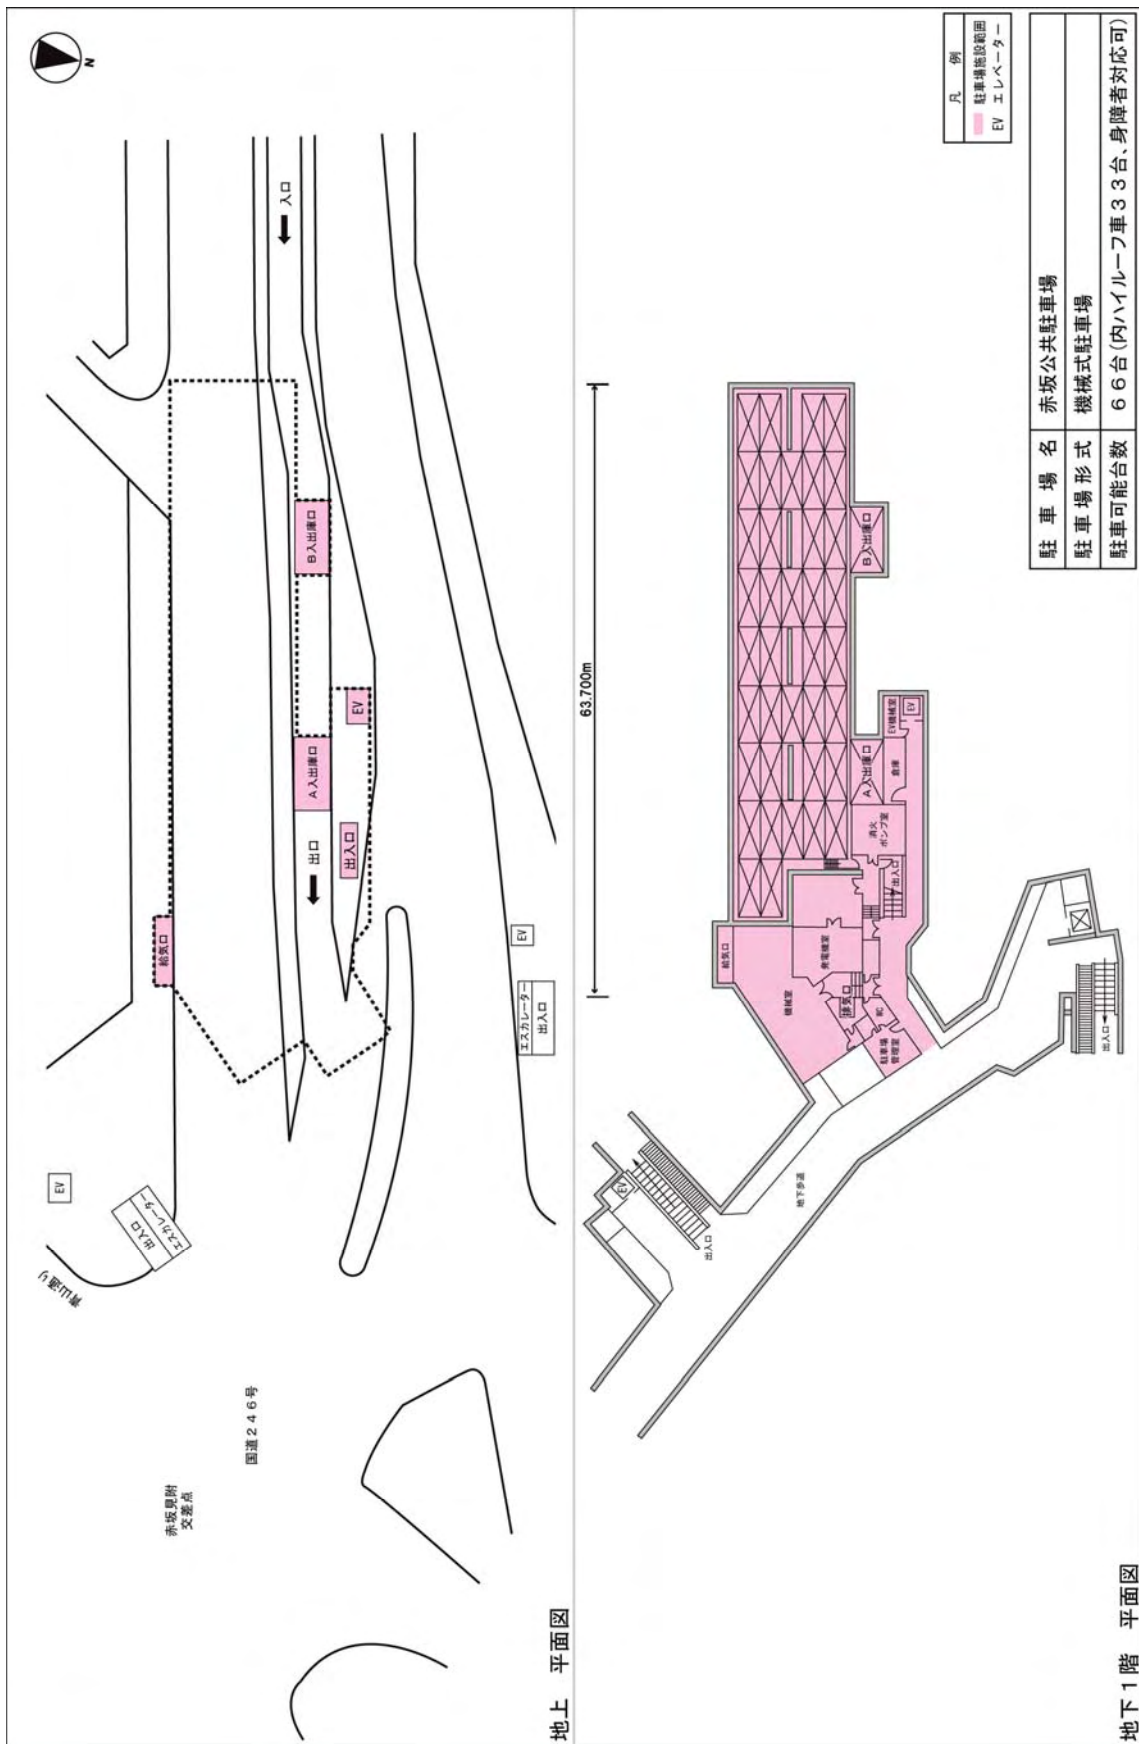 N
入口
B入出庫口
EV
A入出庫口
出入口
出口
給気口
EV
エスカレーター
出入口
EV
出入口
エスカレーター
青山通り
国道246号
赤坂見附
交差点
地上 平面図
凡例
駐車場施設範囲
EV エレベーター
駐車場名 赤坂公共駐車場
駐車場形式 機械式駐車場
駐車可能台数 66台(内ハイルーフ車33台、身障者対応可)
63.700m
B入出庫口
EV機械室
EV
A入出庫口
倉庫
消火
ポンプ室
出入口
給気口
発電機室
機械室
排気口
WC
駐車場
管理室
出入口
地下歩道
EV
出入口
地下1階 平面図